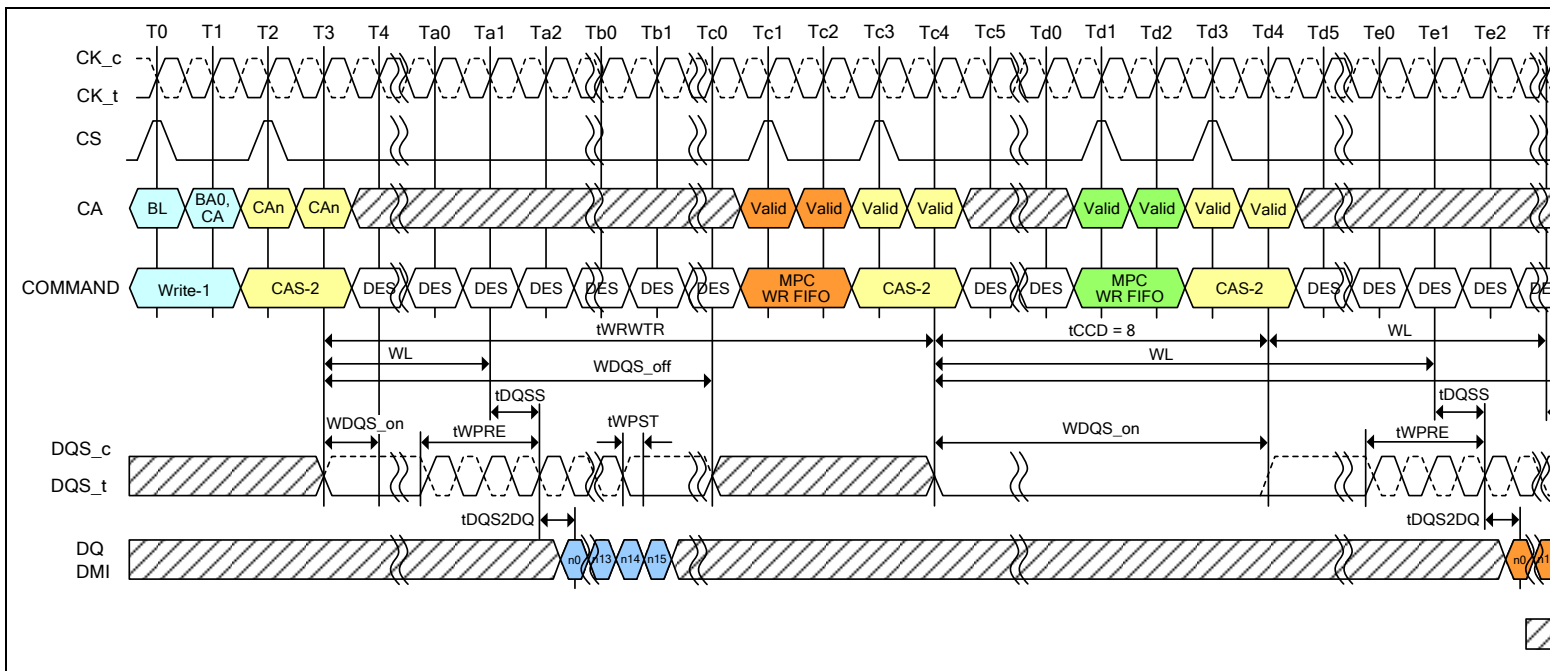 T0 T1 T2 T3 T4 Ta0 Ta1 Ta2 Tb0 Tb1 Tc0 Tc1 Tc2 Tc3 Tc4 Tc5 Td0 Td1 Td2 Td3 Td4 Td5 Te0 Te1 Te2 Tf
CK_c
CK_t
CS
CA BL BA0, CA CAn CAn Valid Valid Valid Valid Valid Valid Valid Valid
COMMAND Write-1 CAS-2 DES DES DES DES DES DES DES MPC WR FIFO CAS-2 DES DES MPC WR FIFO CAS-2 DES DES DES DES DE
tWRWTR tCCD = 8 WL
WL WL
WDQS_off
tDQSS tDQSS
WDQS_on tWPRE tWPST WDQS_on tWPRE
DQS_c
DQS_t
tDQS2DQ tDQS2DQ
DQ
DMI
n0 n13 n14 n15 n0 n1